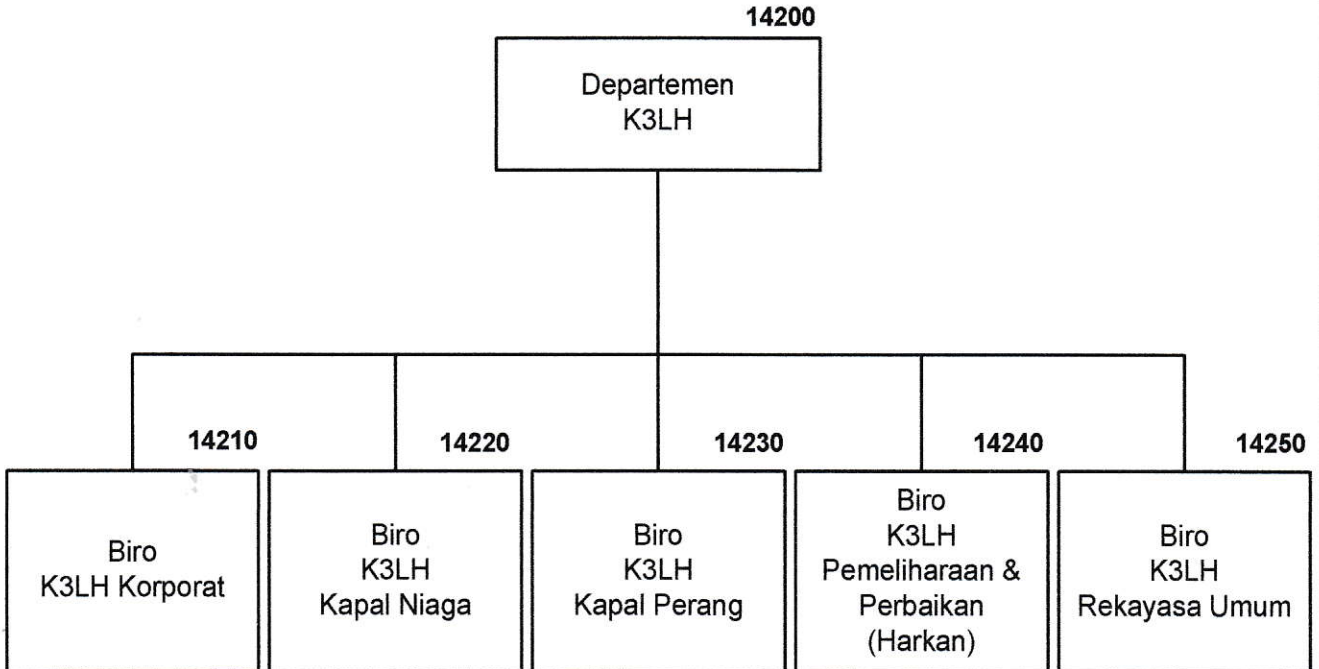 14200
Departemen
K3LH
14210
14220
14230
14240
14250
Biro
K3LH Korporat
Biro
K3LH
Kapal Niaga
Biro
K3LH
Kapal Perang
Biro
K3LH
Pemeliharaan &
Perbaikan
(Harkan)
Biro
K3LH
Rekayasa Umum